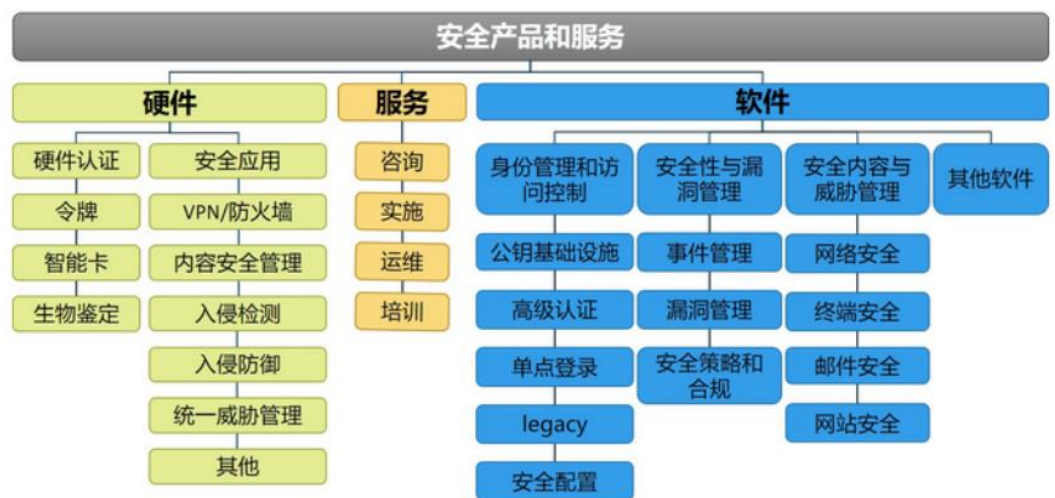 安全产品和服务
硬件
服务
软件
硬件认证
令牌
智能卡
生物鉴定
安全应用
VPN/防火墙
内容安全管理
入侵检测
入侵防御
统一威胁管理
其他
咨询
实施
运维
培训
身份管理和访
问控制
公钥基础设施
高级认证
单点登录
legacy
安全配置
安全性与漏
洞管理
事件管理
漏洞管理
安全策略和
合规
安全内容与
威胁管理
网络安全
终端安全
邮件安全
网站安全
其他软件